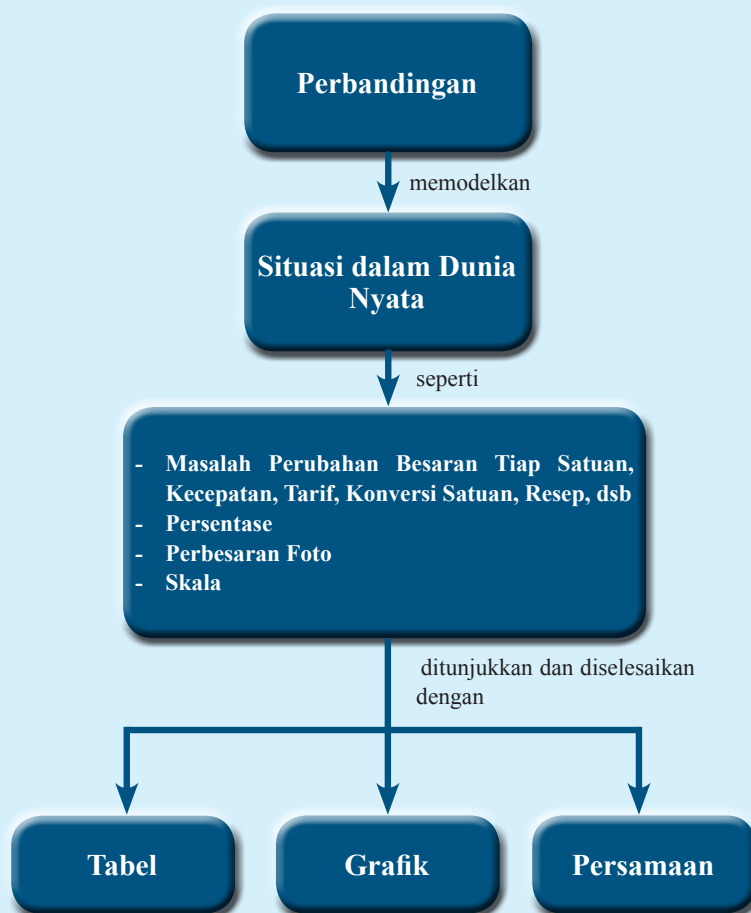 Perbandingan
memodelkan
Situasi dalam Dunia
Nyata
seperti
- Masalah Perubahan Besaran Tiap Satuan,
Kecepatan, Tarif, Konversi Satuan, Resep, dsb
- Persentase
- Perbesaran Foto
- Skala
ditunjukkan dan diselesaikan
dengan
Tabel
Grafik
Persamaan